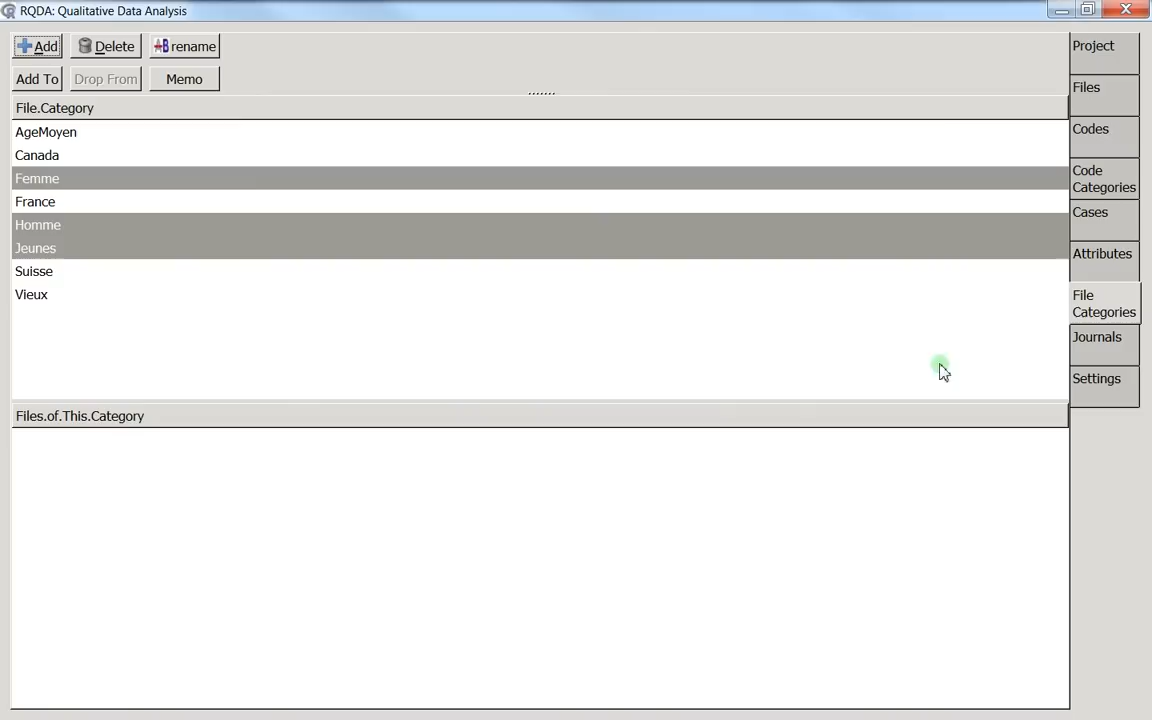 RQDA: Qualitative Data Analysis
Add Delete rename
Add To Drop From Memo
File.Category
AgeMoyen
Canada
Femme
France
Homme
Jeunes
Suisse
Vieux
Files.of.This.Category
Project
Files
Codes
Code
Categories
Cases
Attributes
File
Categories
Journals
Settings